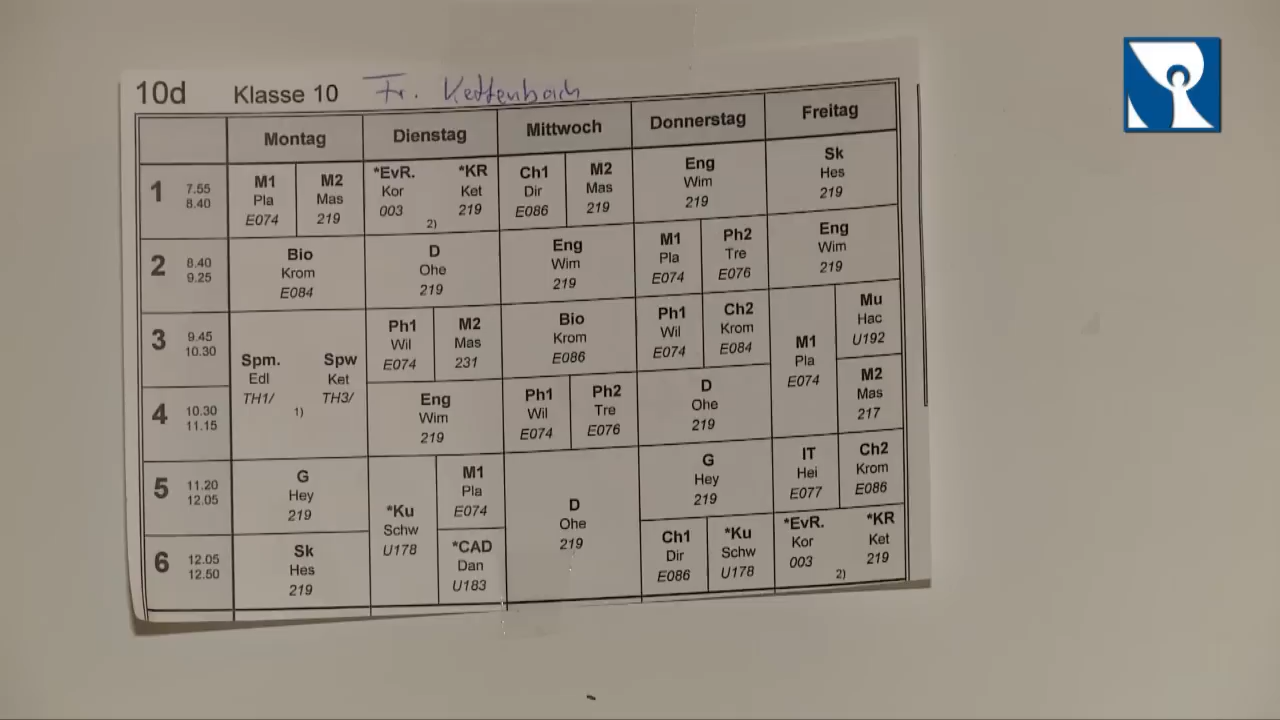 10d Klasse 10 Fr. Kettenbach
Montag Dienstag Mittwoch Donnerstag Freitag
1 7.55 8.40
M1 Pla E074
M2 Mas 219
*EvR. Kor 003
*KR Ket 219
2)
Ch1 Dir E086
M2 Mas 219
Eng Wim 219
Sk Hes 219
2 8.40 9.25
Bio Krom E084
D Ohe 219
Eng Wim 219
M1 Pla E074
Ph2 Tre E076
Eng Wim 219
3 9.45 10.30
Spm. Edl TH1/
Spw Ket TH3/
1)
Ph1 Wil E074
M2 Mas 231
Bio Krom E086
Ph1 Wil E074
Ch2 Krom E084
M1 Pla E074
Mu Hac U192
4 10.30 11.15
Eng Wim 219
Ph1 Wil E074
Ph2 Tre E076
D Ohe 219
M2 Mas 217
5 11.20 12.05
G Hey 219
*Ku Schw U178
M1 Pla E074
D Ohe 219
G Hey 219
IT Hei E077
Ch2 Krom E086
6 12.05 12.50
Sk Hes 219
*CAD Dan U183
Ch1 Dir E086
*Ku Schw U178
*EvR. Kor 003
*KR Ket 219
2)